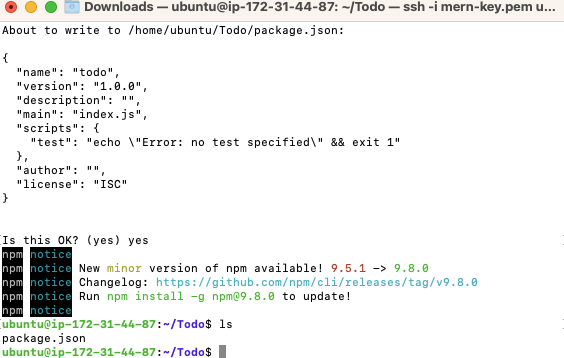 Downloads — ubuntu@ip-172-31-44-87: ~/Todo — ssh -i mern-key.pem u...
About to write to /home/ubuntu/Todo/package.json:
{
  "name": "todo",
  "version": "1.0.0",
  "description": "",
  "main": "index.js",
  "scripts": {
    "test": "echo \"Error: no test specified\" && exit 1"
  },
  "author": "",
  "license": "ISC"
}
Is this OK? (yes) yes
npm notice
npm notice New minor version of npm available! 9.5.1 -> 9.8.0
npm notice Changelog: https://github.com/npm/cli/releases/tag/v9.8.0
npm notice Run npm install -g npm@9.8.0 to update!
npm notice
ubuntu@ip-172-31-44-87:~/Todo$ ls
package.json
ubuntu@ip-172-31-44-87:~/Todo$